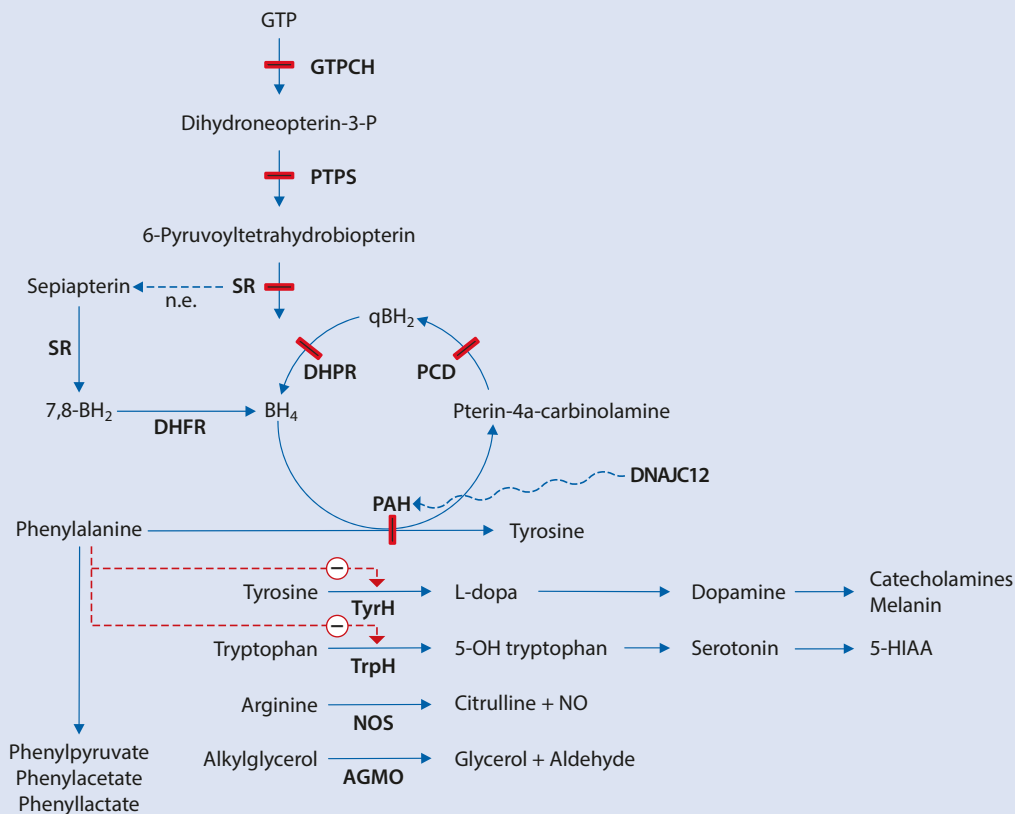 GTP
GTPCH
Dihydroneopterin-3-P
PTPS
6-Pyruvoyltetrahydrobiopterin
Sepiapterin
n.e.
SR
qBH₂
SR
DHPR
PCD
7,8-BH₂
DHFR
BH₄
Pterin-4a-carbinolamine
DNAJC12
PAH
Phenylalanine
Tyrosine
−
Tyrosine
TyrH
L-dopa
Dopamine
Catecholamines
Melanin
−
Tryptophan
TrpH
5-OH tryptophan
Serotonin
5-HIAA
Arginine
NOS
Citrulline + NO
Alkylglycerol
AGMO
Glycerol + Aldehyde
Phenylpyruvate
Phenylacetate
Phenyllactate